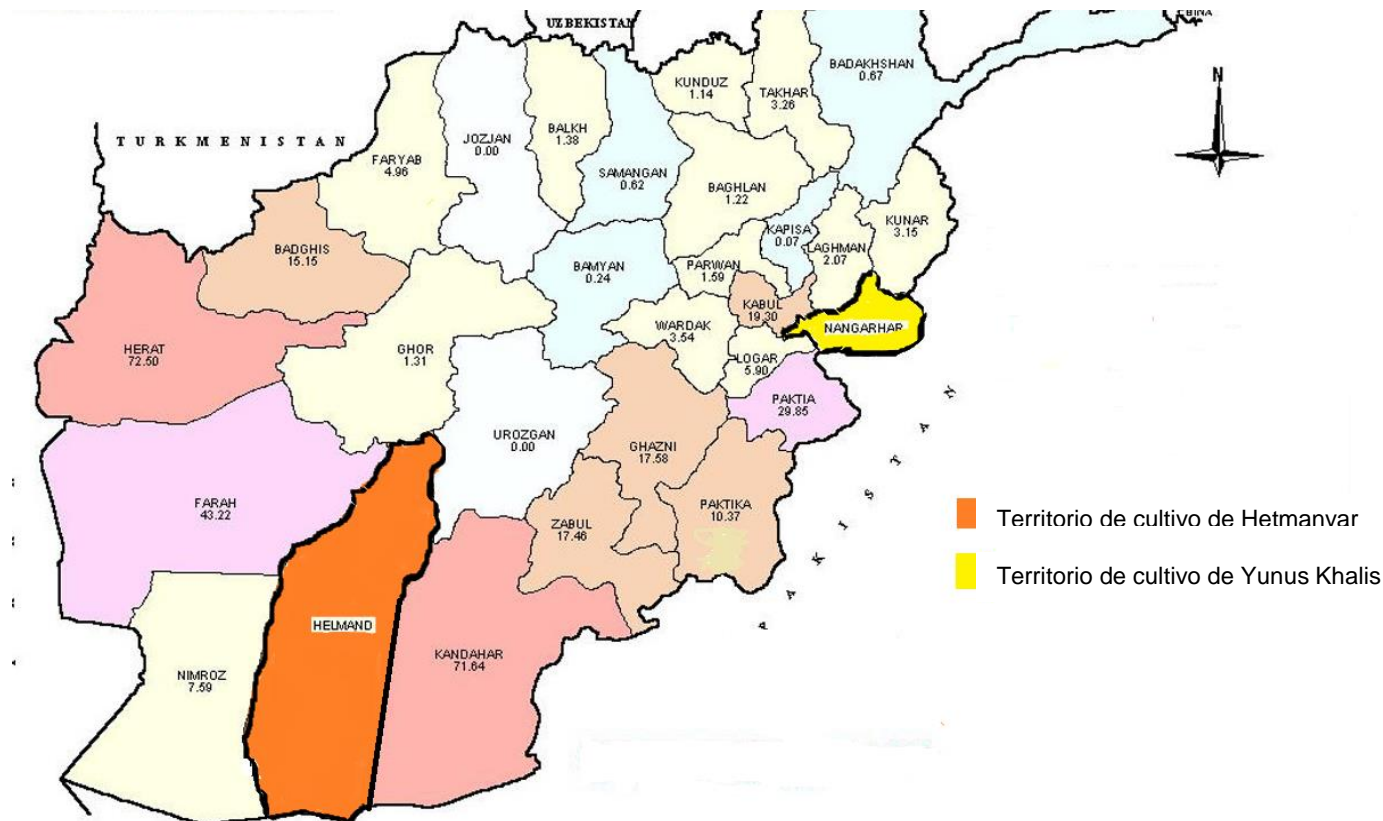 UZBEKISTAN
CHINA
BADAKHSHAN
0.67
KUNDUZ
1.14
TAKHAR
3.26
T U R K M E N I S T A N
JOZJAN
0.00
BALKH
1.38
FARYAB
4.96
SAMANGAN
0.62
BAGHLAN
1.22
N
KAPISA
0.07
KUNAR
3.15
LAGHMAN
2.07
BADGHIS
15.15
BAMYAN
0.24
PARWAN
1.59
KABUL
19.30
NANGARHAR
WARDAK
3.54
HERAT
72.50
GHOR
1.31
LOGAR
5.90
PAKTIA
29.85
UROZGAN
0.00
GHAZNI
17.58
FARAH
43.22
ZABUL
17.46
PAKTIKA
10.37
P A K I S T A N
HELMAND
KANDAHAR
71.64
NIMROZ
7.59
Territorio de cultivo de Hetmanvar
Territorio de cultivo de Yunus Khalis